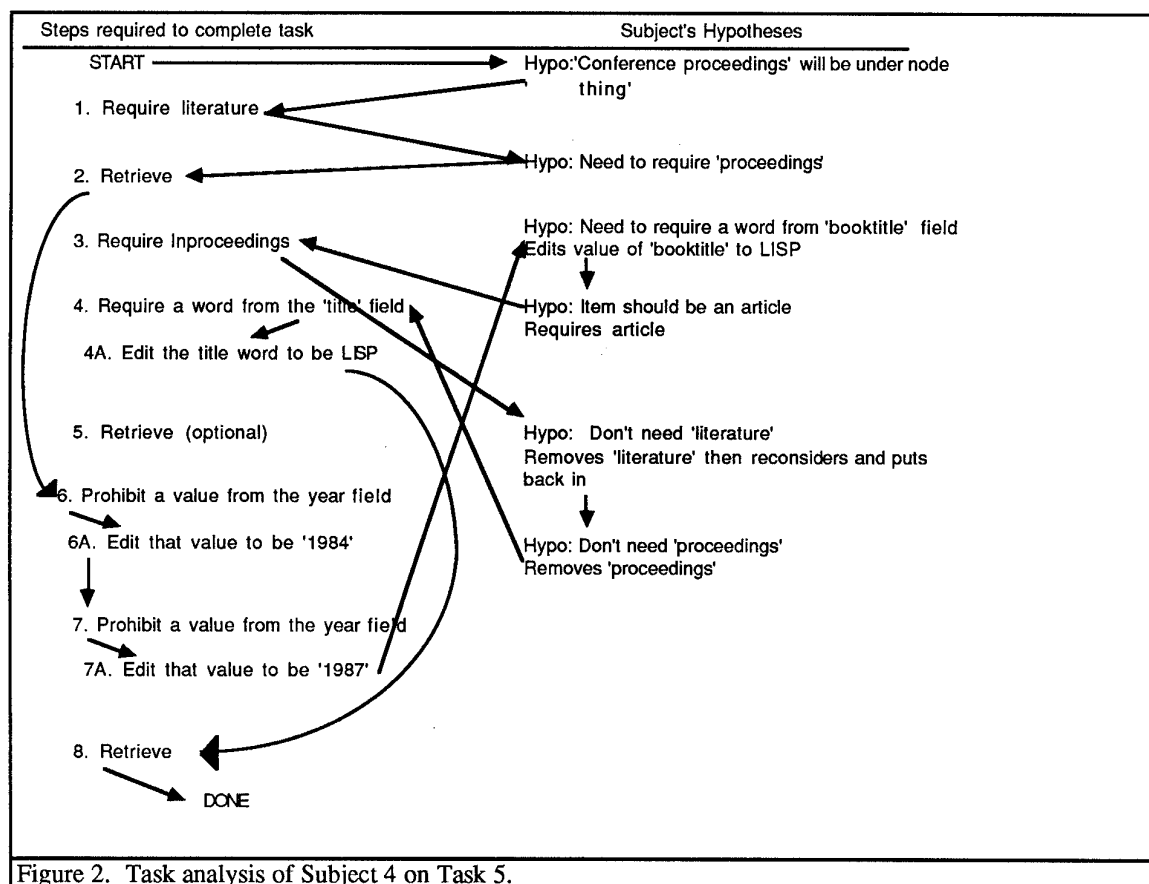 Steps required to complete task
Subject's Hypotheses
START
Hypo:'Conference proceedings' will be under node
thing'
1. Require literature
Hypo: Need to require 'proceedings'
2. Retrieve
Hypo: Need to require a word from 'booktitle' field
Edits value of 'booktitle' to LISP
3. Require Inproceedings
Hypo: Item should be an article
Requires article
4. Require a word from the 'title' field
4A. Edit the title word to be LISP
Hypo: Don't need 'literature'
Removes 'literature' then reconsiders and puts
back in
5. Retrieve (optional)
6. Prohibit a value from the year field
6A. Edit that value to be '1984'
Hypo: Don't need 'proceedings'
Removes 'proceedings'
7. Prohibit a value from the year field
7A. Edit that value to be '1987'
8. Retrieve
DONE
Figure 2. Task analysis of Subject 4 on Task 5.